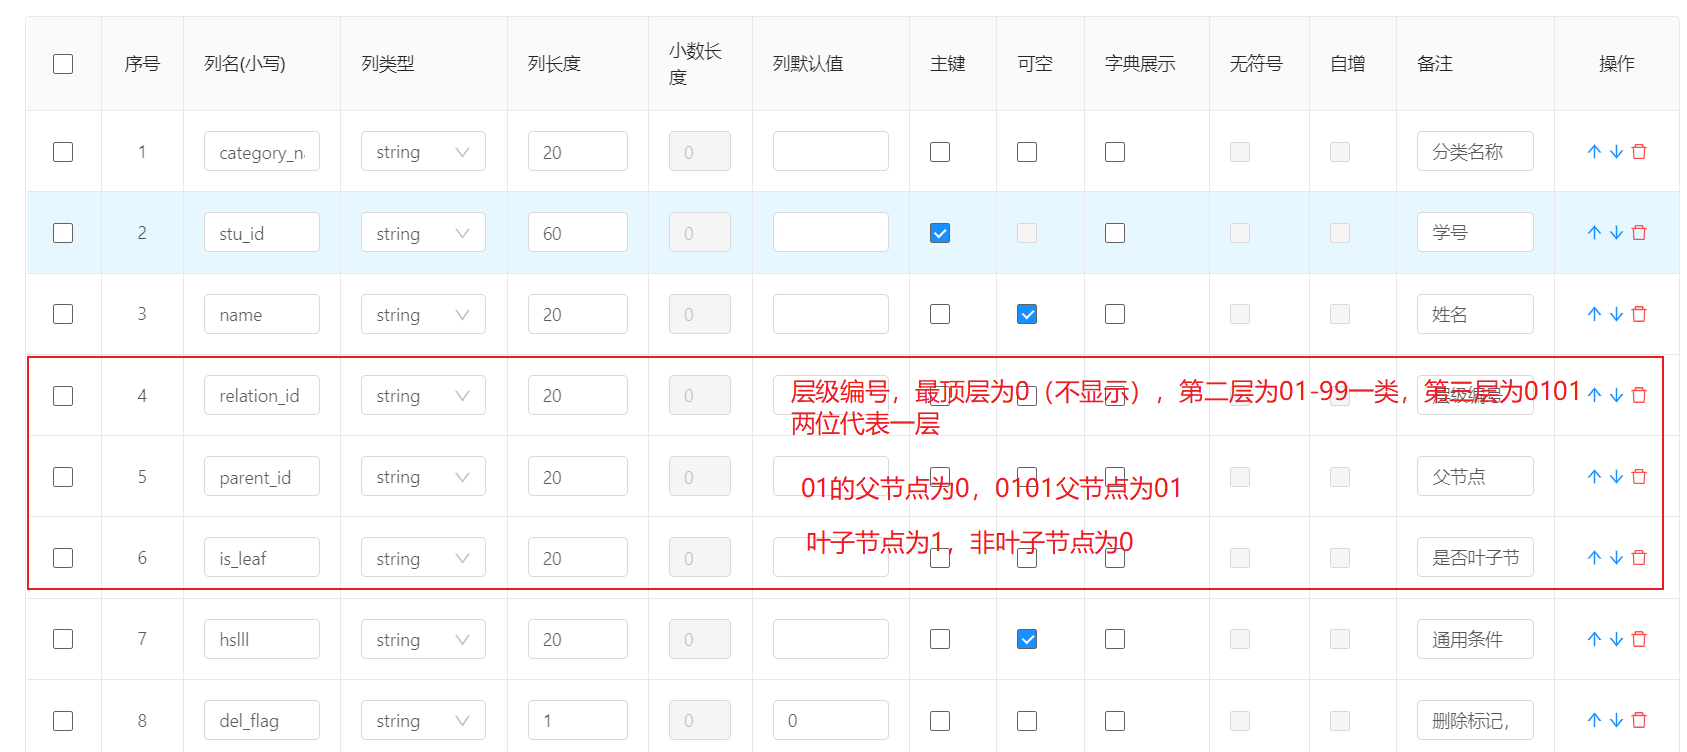 序号 列名(小写) 列类型 列长度 小数长度 列默认值 主键 可空 字典展示 无符号 自增 备注 操作
1 category_n string 20 0 分类名称
2 stu_id string 60 0 学号
3 name string 20 0 姓名
4 relation_id string 20 0 层级编号
层级编号，最顶层为0（不显示），第二层为01-99一类，第三层为0101
两位代表一层
5 parent_id string 20 0 父节点
01的父节点为0，0101父节点为01
6 is_leaf string 20 0 是否叶子节
叶子节点为1，非叶子节点为0
7 hslll string 20 0 通用条件
8 del_flag string 1 0 0 删除标记，